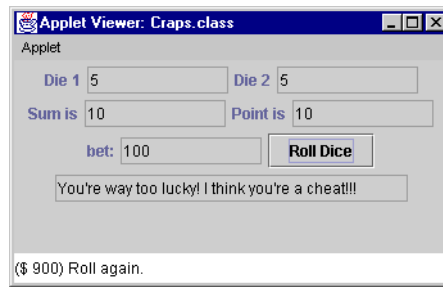 Applet Viewer: Craps.class
Applet
Die 1 5 Die 2 5
Sum is 10 Point is 10
bet: 100 Roll Dice
You're way too lucky! I think you're a cheat!!!
($ 900) Roll again.